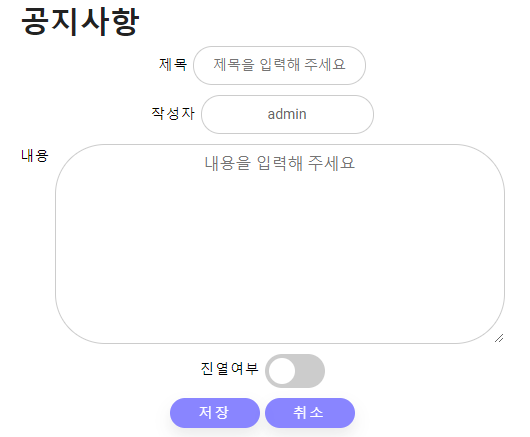 공지사항
제목 제목을 입력해 주세요
작성자 admin
내용 내용을 입력해 주세요
진열여부
저장 취소